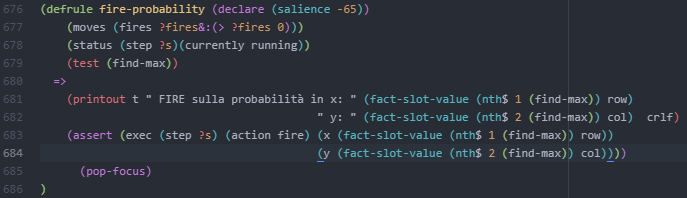 676 (defrule fire-probability (declare (salience -65))
677     (moves (fires ?fires&:(> ?fires 0)))
678     (status (step ?s)(currently running))
679     (test (find-max))
680   =>
681     (printout t " FIRE sulla probabilità in x: " (fact-slot-value (nth$ 1 (find-max)) row)
682                                           " y: " (fact-slot-value (nth$ 2 (find-max)) col)  crlf)
683     (assert (exec (step ?s) (action fire) (x (fact-slot-value (nth$ 1 (find-max)) row))
684                                           (y (fact-slot-value (nth$ 2 (find-max)) col))))
685       (pop-focus)
686 )